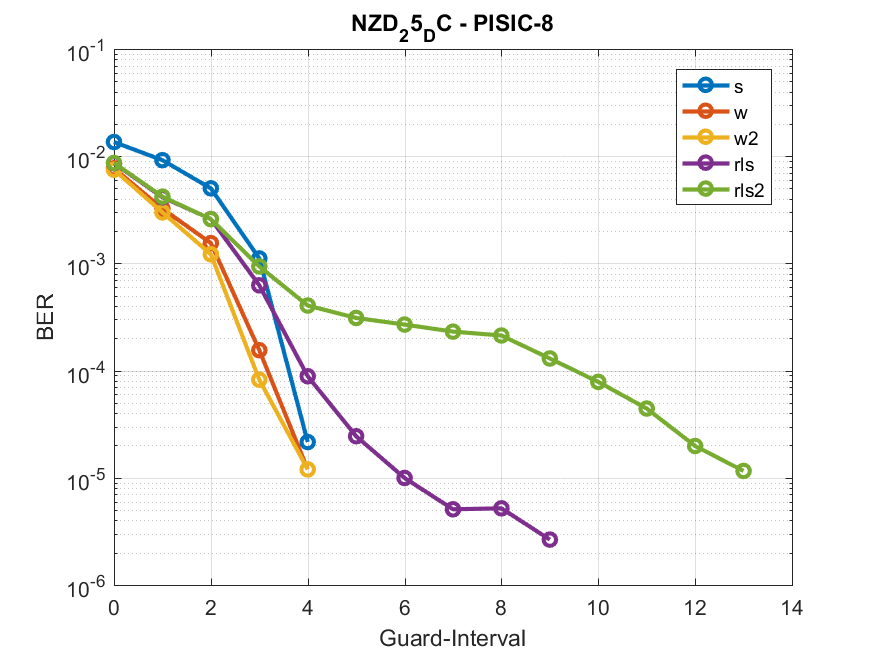 NZD₂5_DC - PISIC-8
10⁻¹
10⁻²
10⁻³
10⁻⁴
10⁻⁵
10⁻⁶
BER
s
w
w2
rls
rls2
0 2 4 6 8 10 12 14
Guard-Interval